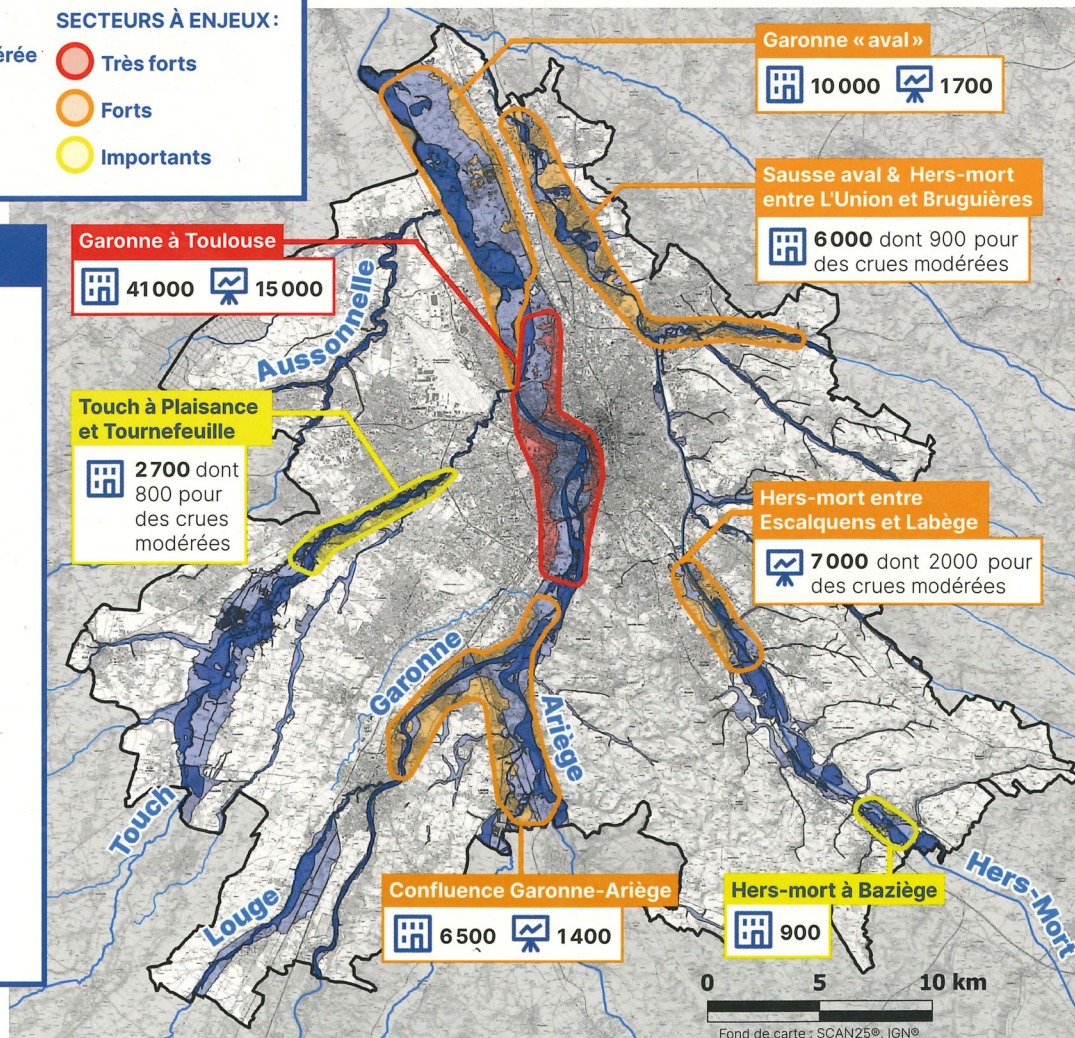 SECTEURS À ENJEUX :
érée
Très forts
Forts
Importants
Garonne « aval »
10 000 1700
Sausse aval & Hers-mort
entre L'Union et Bruguières
6 000 dont 900 pour
des crues modérées
Garonne à Toulouse
41 000 15 000
Aussonnelle
Touch à Plaisance
et Tournefeuille
2 700 dont
800 pour
des crues
modérées
Hers-mort entre
Escalquens et Labège
7 000 dont 2000 pour
des crues modérées
Garonne
Ariège
Touch
Louge
Confluence Garonne-Ariège
6 500 1 400
Hers-mort à Baziège
900
Hers-Mort
0 5 10 km
Fond de carte : SCAN25®, IGN®